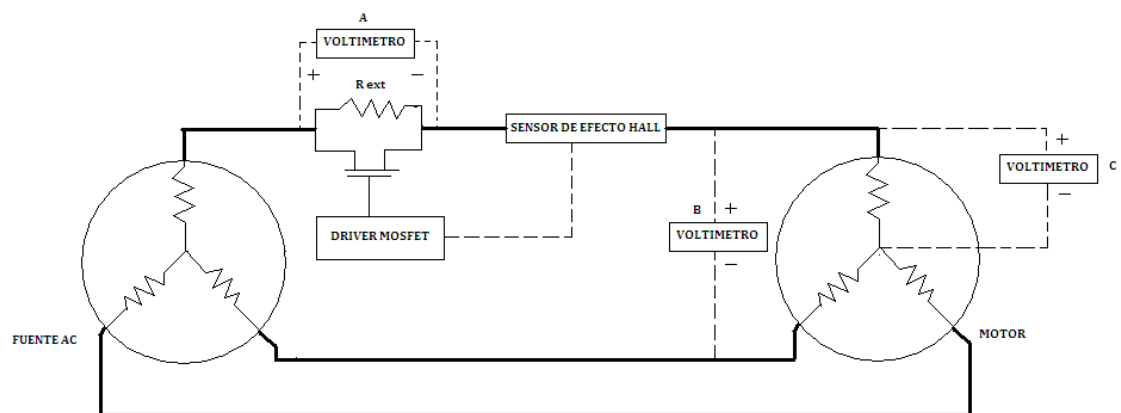 A
VOLTIMETRO
+ −
R ext
SENSOR DE EFECTO HALL
+
VOLTIMETRO C
−
B +
DRIVER MOSFET VOLTIMETRO
−
FUENTE AC MOTOR